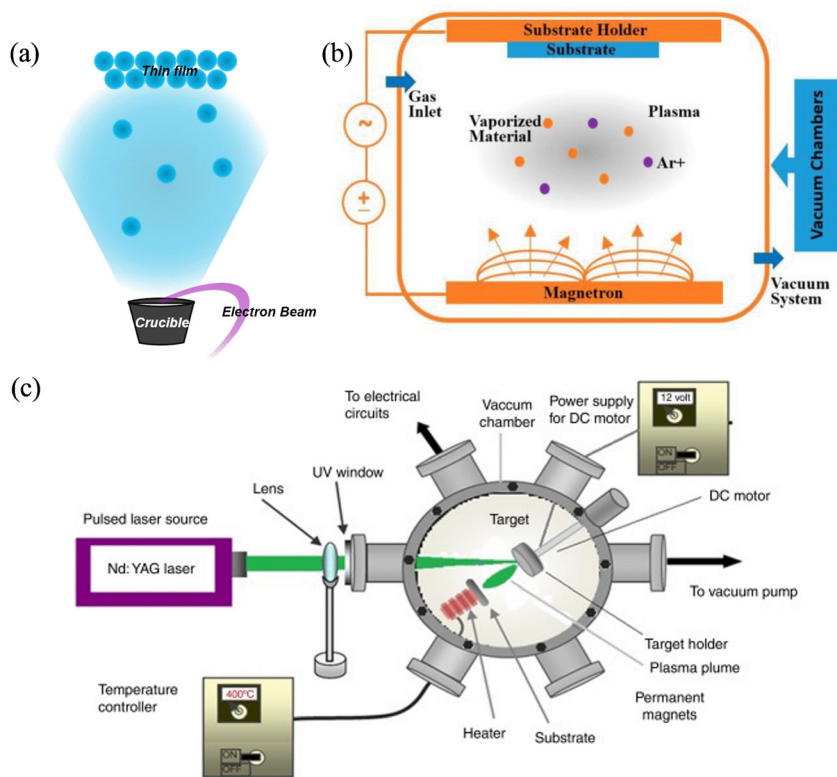 (a)
Thin film
Crucible
Electron Beam
(b)
Substrate Holder
Substrate
Gas
Inlet
Vaporized
Material
Plasma
Ar+
Vacuum Chambers
Magnetron
Vacuum
System
~
±
(c)
To electrical
circuits
Vaccum
chamber
Power supply
for DC motor
12 volt
ON
OFF
UV window
Lens
DC motor
Pulsed laser source
Target
Nd: YAG laser
To vacuum pump
Target holder
Plasma plume
Temperature
controller
400°C
ON
OFF
Permanent
magnets
Heater
Substrate